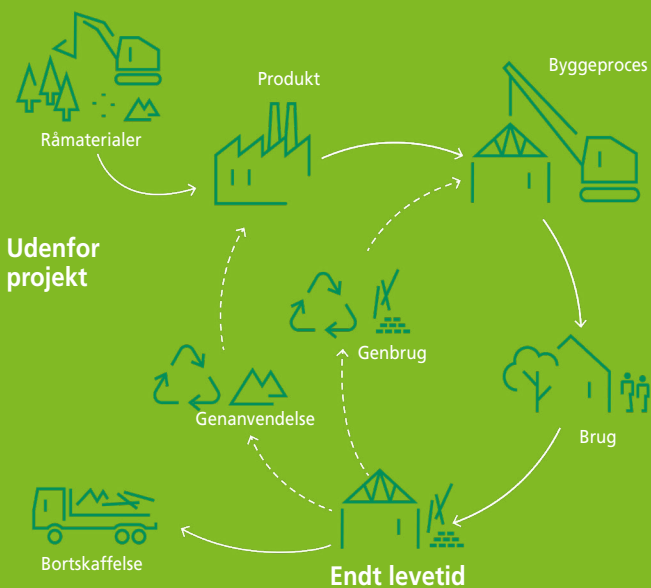 Byggeproces
Produkt
Råmaterialer
Udenfor
projekt
Genbrug
Genanvendelse
Brug
Bortskaffelse
Endt levetid